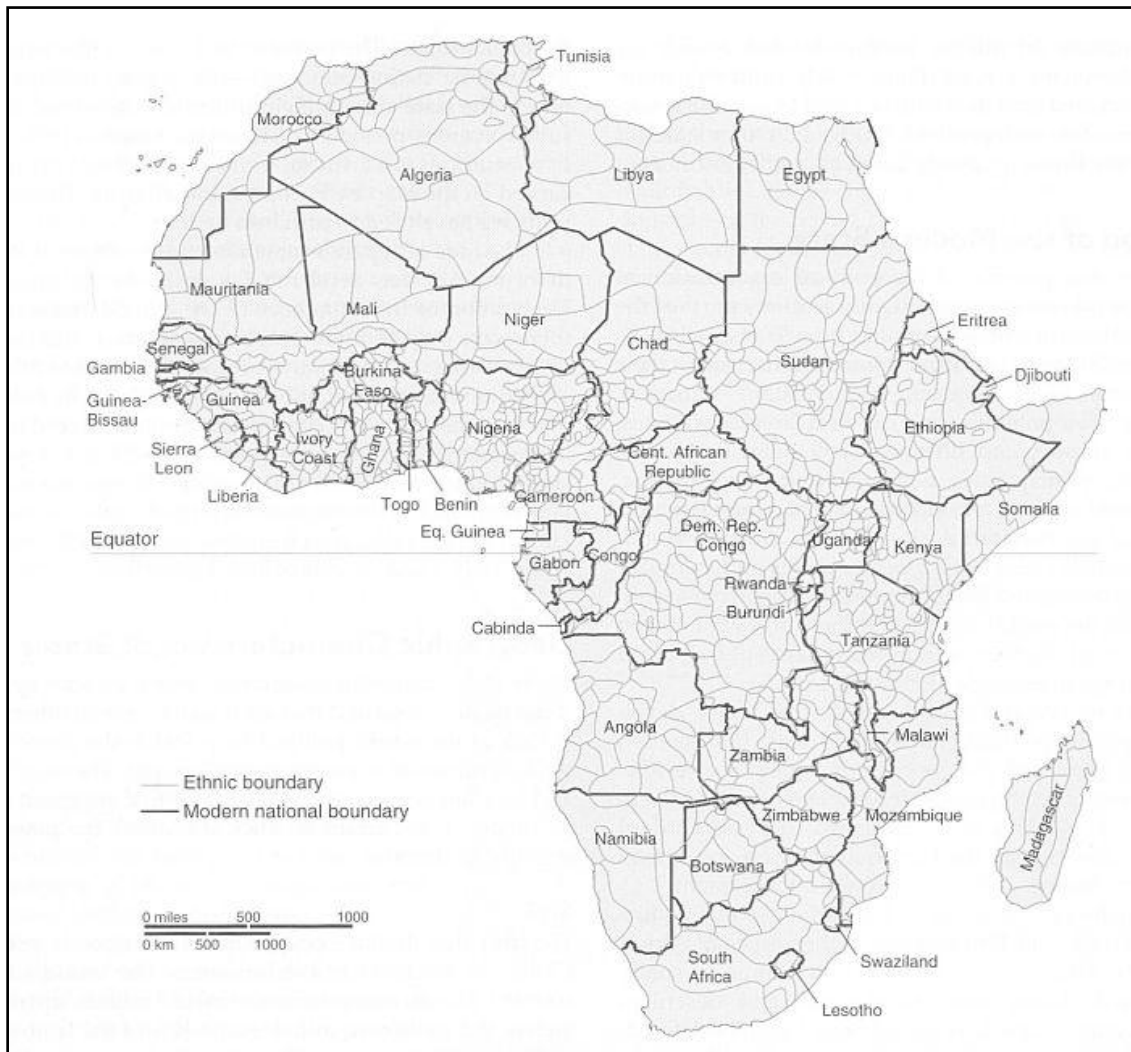 Tunisia
Morocco
Algeria
Libya
Egypt
Mauritania
Mali
Niger
Chad
Sudan
Eritrea
Senegal
Gambia
Guinea-
Bissau
Guinea
Burkina
Faso
Djibouti
Nigeria
Ethiopia
Sierra
Leon
Ivory
Coast
Ghana
Cent. African
Republic
Liberia
Togo
Benin
Cameroon
Somalia
Eq. Guinea
Equator
Dem. Rep.
Congo
Uganda
Kenya
Gabon
Congo
Rwanda
Burundi
Cabinda
Tanzania
Angola
Malawi
Zambia
Ethnic boundary
Modern national boundary
Zimbabwe
Mozambique
Madagascar
Namibia
Botswana
0 miles 500 1000
0 km 500 1000
South
Africa
Swaziland
Lesotho